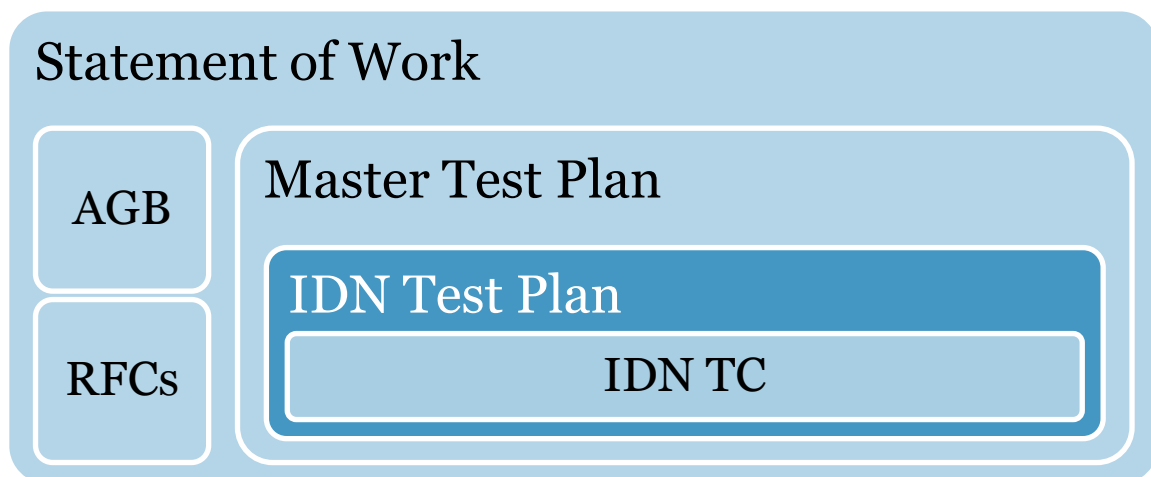 Statement of Work
AGB
Master Test Plan
IDN Test Plan
RFCs
IDN TC